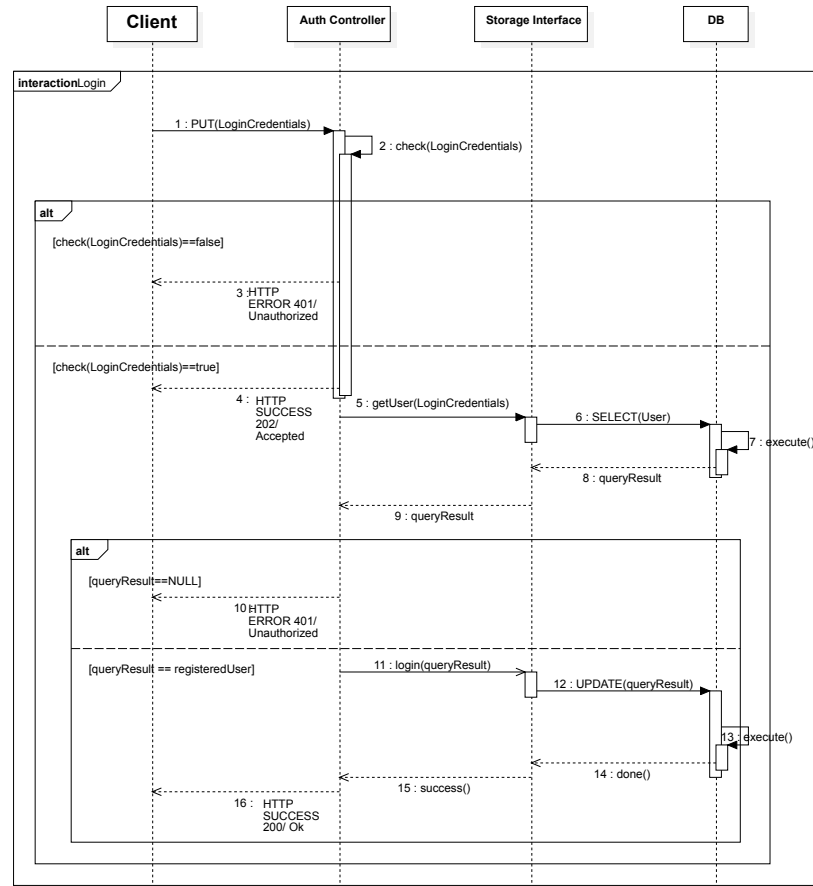 Client
Auth Controller
Storage Interface
DB
interactionLogin
1 : PUT(LoginCredentials)
2 : check(LoginCredentials)
alt
[check(LoginCredentials)==false]
3 :HTTP
ERROR 401/
Unauthorized
[check(LoginCredentials)==true]
4 : HTTP
SUCCESS
202/
Accepted
5 : getUser(LoginCredentials)
6 : SELECT(User)
7 : execute()
8 : queryResult
9 : queryResult
alt
[queryResult==NULL]
10 :HTTP
ERROR 401/
Unauthorized
[queryResult == registeredUser]
11 : login(queryResult)
12 : UPDATE(queryResult)
13 : execute()
14 : done()
15 : success()
16 : HTTP
SUCCESS
200/ Ok